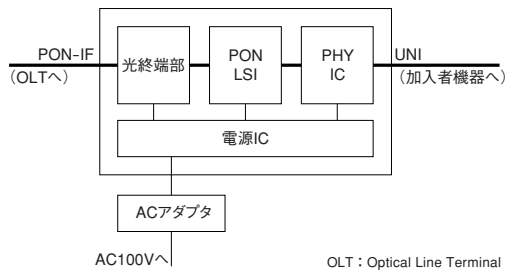 PON-IF
(OLTへ)
光終端部
PON
LSI
PHY
IC
UNI
(加入者機器へ)
電源IC
ACアダプタ
AC100Vへ
OLT：Optical Line Terminal